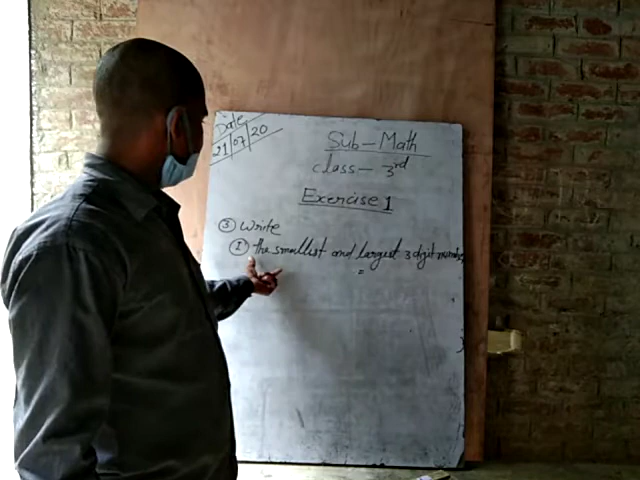 Date
21/07/20
Sub - Math
class - 3rd
Exercise 1
③ Write
① the smallest and largest 3 digit number
=